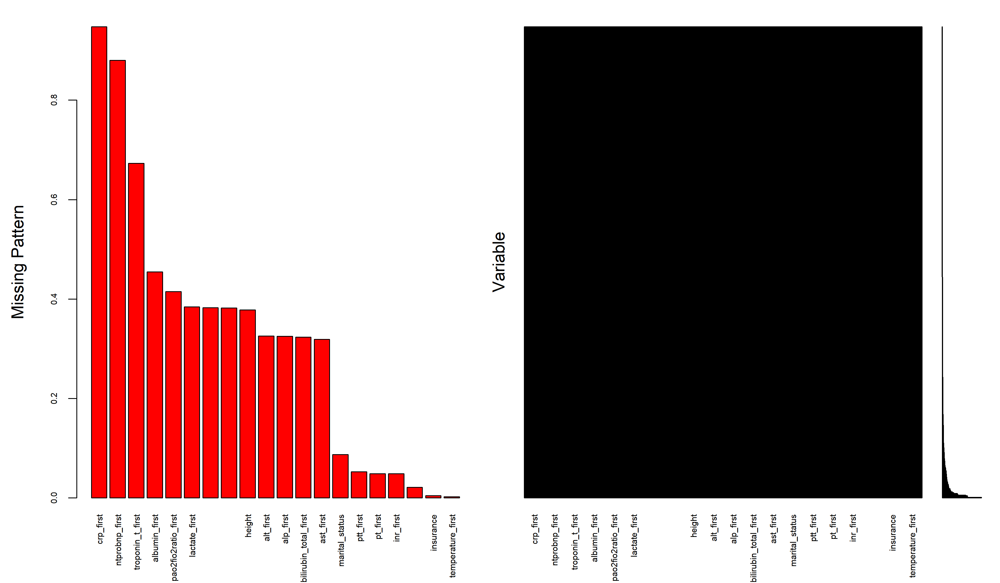 Missing Pattern
0.8
0.6
0.4
0.2
0.0
crp_first
ntprobnp_first
troponin_t_first
albumin_first
pao2fio2ratio_first
lactate_first
height
alt_first
alp_first
bilirubin_total_first
ast_first
marital_status
ptt_first
pt_first
inr_first
insurance
temperature_first
Variable
crp_first
ntprobnp_first
troponin_t_first
albumin_first
pao2fio2ratio_first
lactate_first
height
alt_first
alp_first
bilirubin_total_first
ast_first
marital_status
ptt_first
pt_first
inr_first
insurance
temperature_first